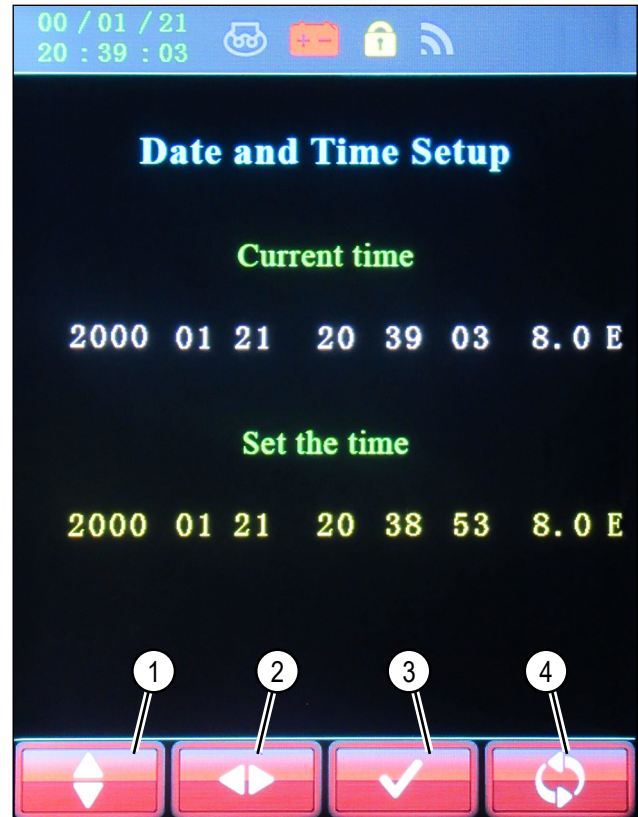 00 / 01 / 21
20 : 39 : 03
Date and Time Setup
Current time
2000 01 21 20 39 03 8.0 E
Set the time
2000 01 21 20 38 53 8.0 E
1 2 3 4